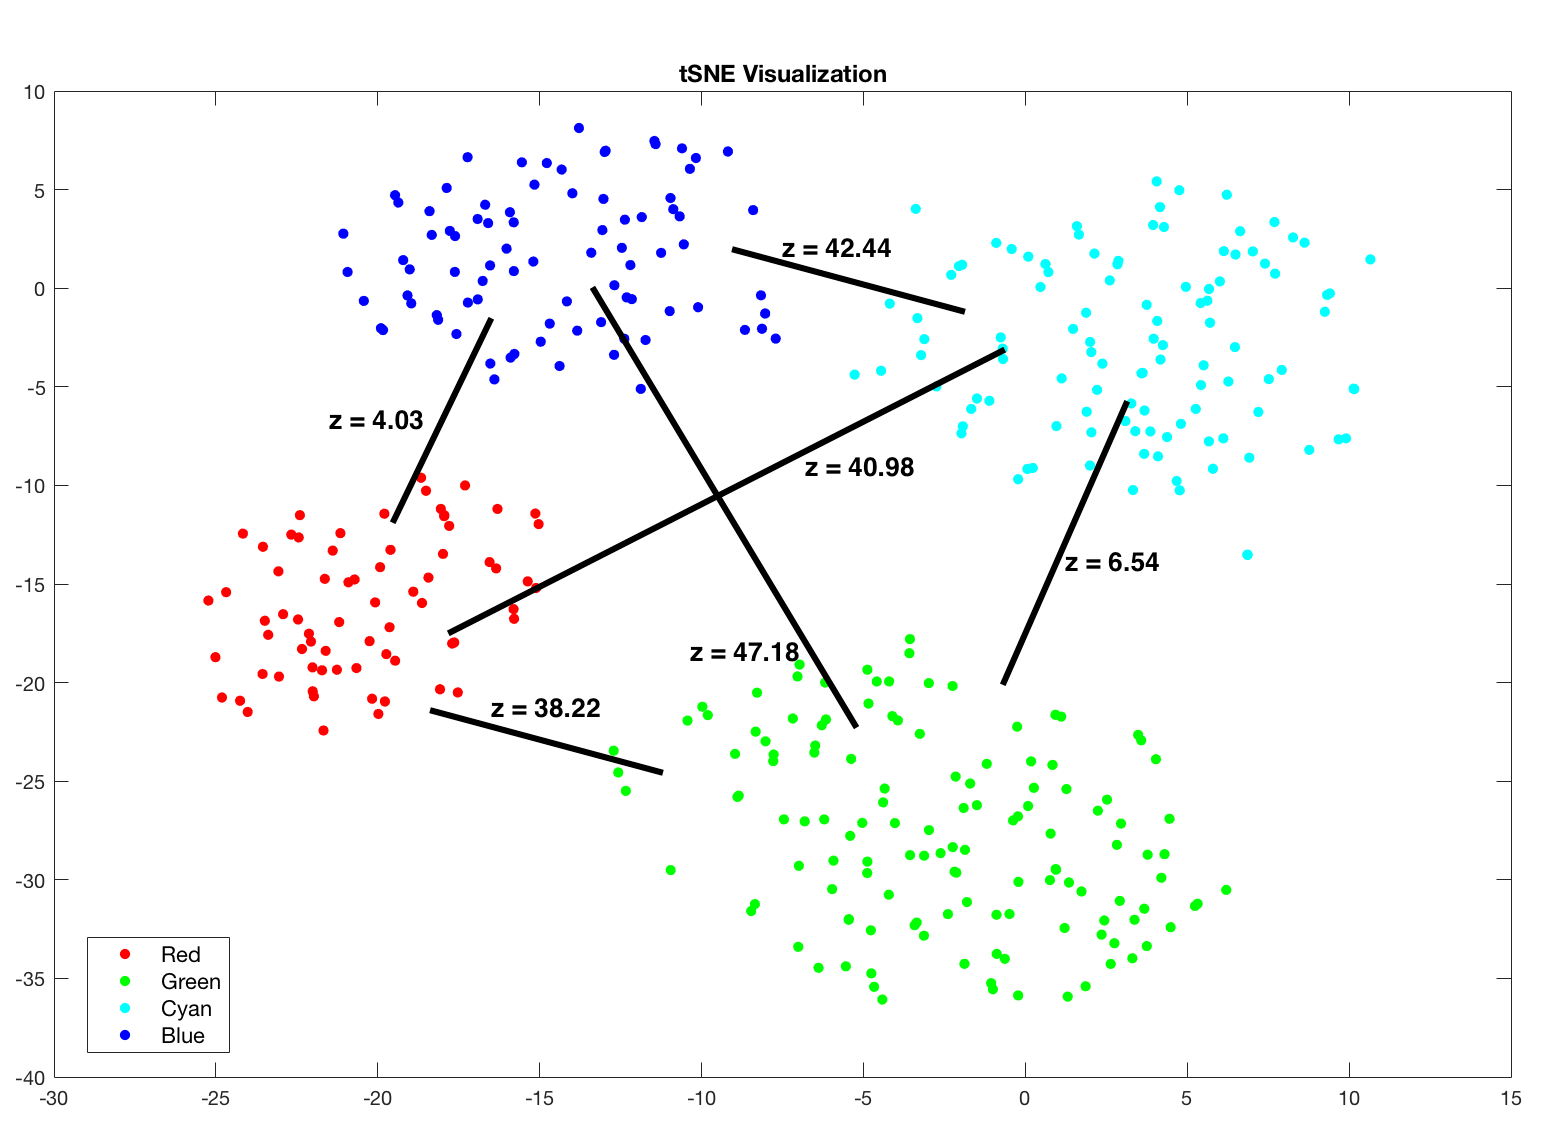 tSNE Visualization
10
5
0
-5
-10
-15
-20
-25
-30
-35
-40
z = 42.44
z = 4.03
z = 40.98
z = 6.54
z = 47.18
z = 38.22
Red
Green
Cyan
Blue
-30 -25 -20 -15 -10 -5 0 5 10 15